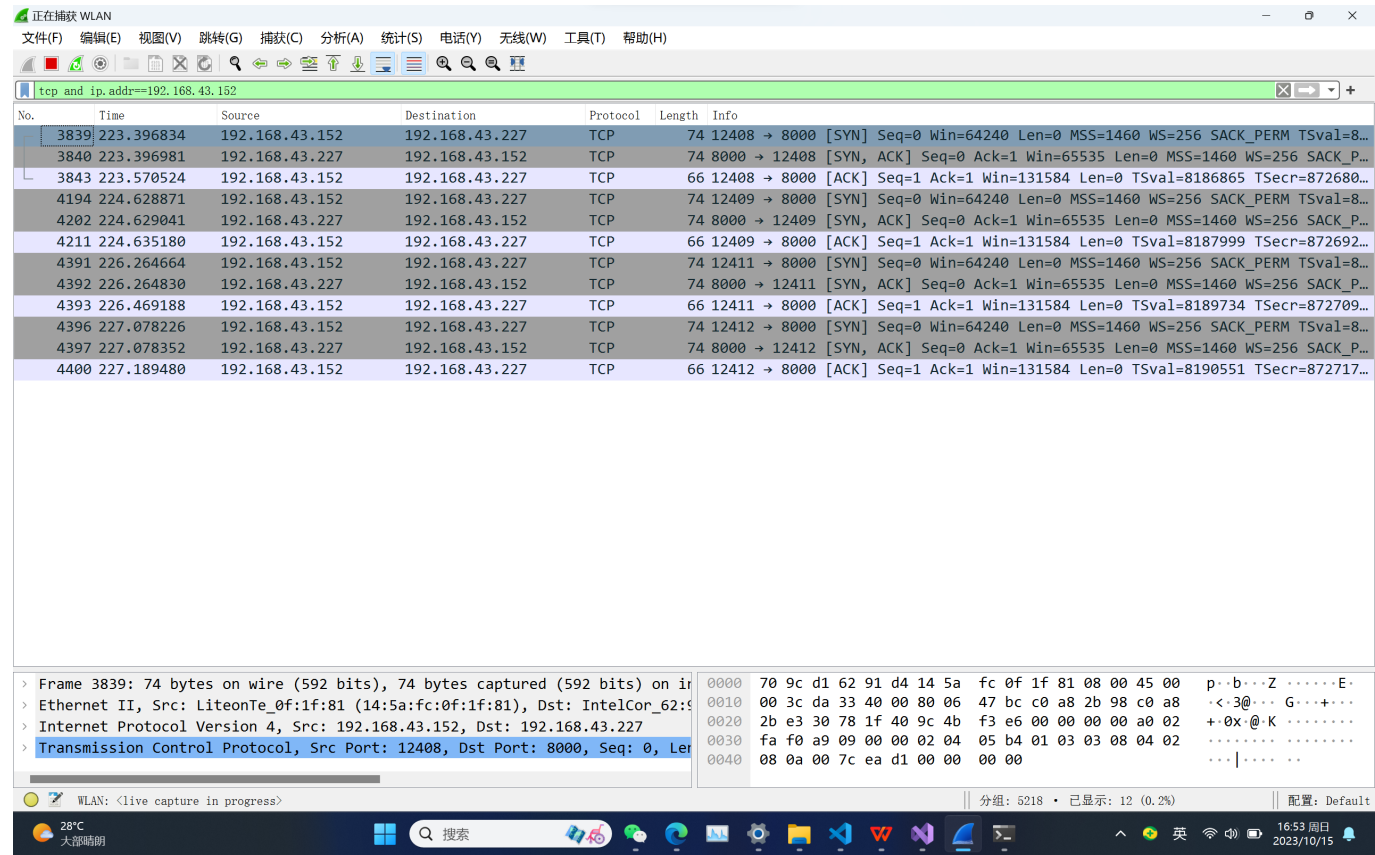 正在捕获 WLAN
文件(F) 编辑(E) 视图(V) 跳转(G) 捕获(C) 分析(A) 统计(S) 电话(Y) 无线(W) 工具(T) 帮助(H)
tcp and ip.addr==192.168.43.152
No. Time Source Destination Protocol Length Info
3839 223.396834 192.168.43.152 192.168.43.227 TCP 74 12408 → 8000 [SYN] Seq=0 Win=64240 Len=0 MSS=1460 WS=256 SACK_PERM TSval=8…
3840 223.396981 192.168.43.227 192.168.43.152 TCP 74 8000 → 12408 [SYN, ACK] Seq=0 Ack=1 Win=65535 Len=0 MSS=1460 WS=256 SACK_P…
3843 223.570524 192.168.43.152 192.168.43.227 TCP 66 12408 → 8000 [ACK] Seq=1 Ack=1 Win=131584 Len=0 TSval=8186865 TSecr=872680…
4194 224.628871 192.168.43.152 192.168.43.227 TCP 74 12409 → 8000 [SYN] Seq=0 Win=64240 Len=0 MSS=1460 WS=256 SACK_PERM TSval=8…
4202 224.629041 192.168.43.227 192.168.43.152 TCP 74 8000 → 12409 [SYN, ACK] Seq=0 Ack=1 Win=65535 Len=0 MSS=1460 WS=256 SACK_P…
4211 224.635180 192.168.43.152 192.168.43.227 TCP 66 12409 → 8000 [ACK] Seq=1 Ack=1 Win=131584 Len=0 TSval=8187999 TSecr=872692…
4391 226.264664 192.168.43.152 192.168.43.227 TCP 74 12411 → 8000 [SYN] Seq=0 Win=64240 Len=0 MSS=1460 WS=256 SACK_PERM TSval=8…
4392 226.264830 192.168.43.227 192.168.43.152 TCP 74 8000 → 12411 [SYN, ACK] Seq=0 Ack=1 Win=65535 Len=0 MSS=1460 WS=256 SACK_P…
4393 226.469188 192.168.43.152 192.168.43.227 TCP 66 12411 → 8000 [ACK] Seq=1 Ack=1 Win=131584 Len=0 TSval=8189734 TSecr=872709…
4396 227.078226 192.168.43.152 192.168.43.227 TCP 74 12412 → 8000 [SYN] Seq=0 Win=64240 Len=0 MSS=1460 WS=256 SACK_PERM TSval=8…
4397 227.078352 192.168.43.227 192.168.43.152 TCP 74 8000 → 12412 [SYN, ACK] Seq=0 Ack=1 Win=65535 Len=0 MSS=1460 WS=256 SACK_P…
4400 227.189480 192.168.43.152 192.168.43.227 TCP 66 12412 → 8000 [ACK] Seq=1 Ack=1 Win=131584 Len=0 TSval=8190551 TSecr=872717…
Frame 3839: 74 bytes on wire (592 bits), 74 bytes captured (592 bits) on in
Ethernet II, Src: LiteonTe_0f:1f:81 (14:5a:fc:0f:1f:81), Dst: IntelCor_62:9
Internet Protocol Version 4, Src: 192.168.43.152, Dst: 192.168.43.227
Transmission Control Protocol, Src Port: 12408, Dst Port: 8000, Seq: 0, Len
0000 70 9c d1 62 91 d4 14 5a fc 0f 1f 81 08 00 45 00 p··b···Z ······E·
0010 00 3c da 33 40 00 80 06 47 bc c0 a8 2b 98 c0 a8 ·<·3@··· G···+···
0020 2b e3 30 78 1f 40 9c 4b f3 e6 00 00 00 00 a0 02 +·0x·@·K ········
0030 fa f0 a9 09 00 00 02 04 05 b4 01 03 03 08 04 02 ········ ········
0040 08 0a 00 7c ea d1 00 00 00 00 ···|···· ··
WLAN: <live capture in progress> 分组: 5218 · 已显示: 12 (0.2%) 配置: Default
28°C
大部晴朗
搜索
英
16:53 周日
2023/10/15